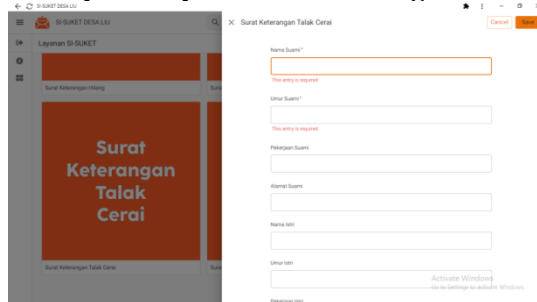 SI-SUKET DESA LIU
SI-SUKET DESA LIU
Surat Keterangan Talak Cerai
Cancel
Save
Layanan SI-SUKET
Surat Keterangan Hilang
Surat
Keterangan
Talak
Cerai
Surat Keterangan Talak Cerai
Nama Suami*
This entry is required
Umur Suami*
This entry is required
Pekerjaan Suami
Alamat Suami
Nama Istri
Umur Istri
Pekerjaan Istri
Activate Windows
Go to Settings to activate Windows.